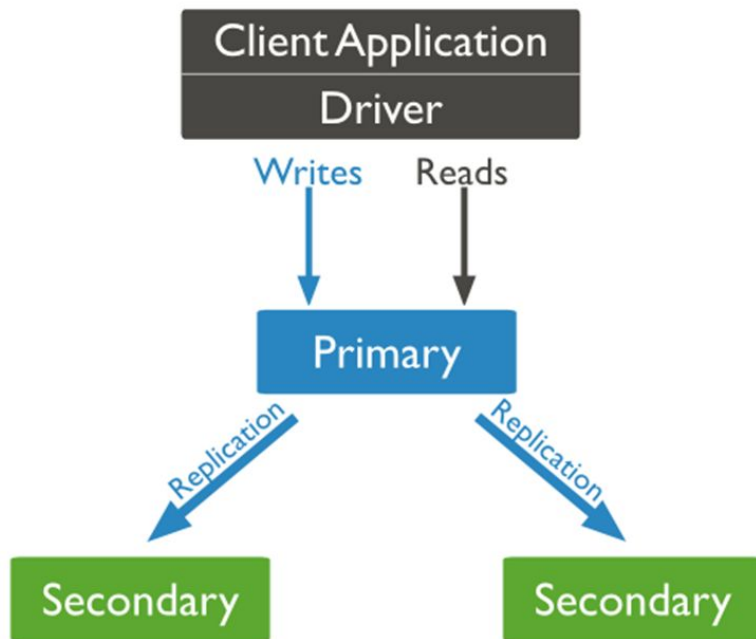 Client Application
Driver
Writes
Reads
Primary
Replication
Replication
Secondary
Secondary